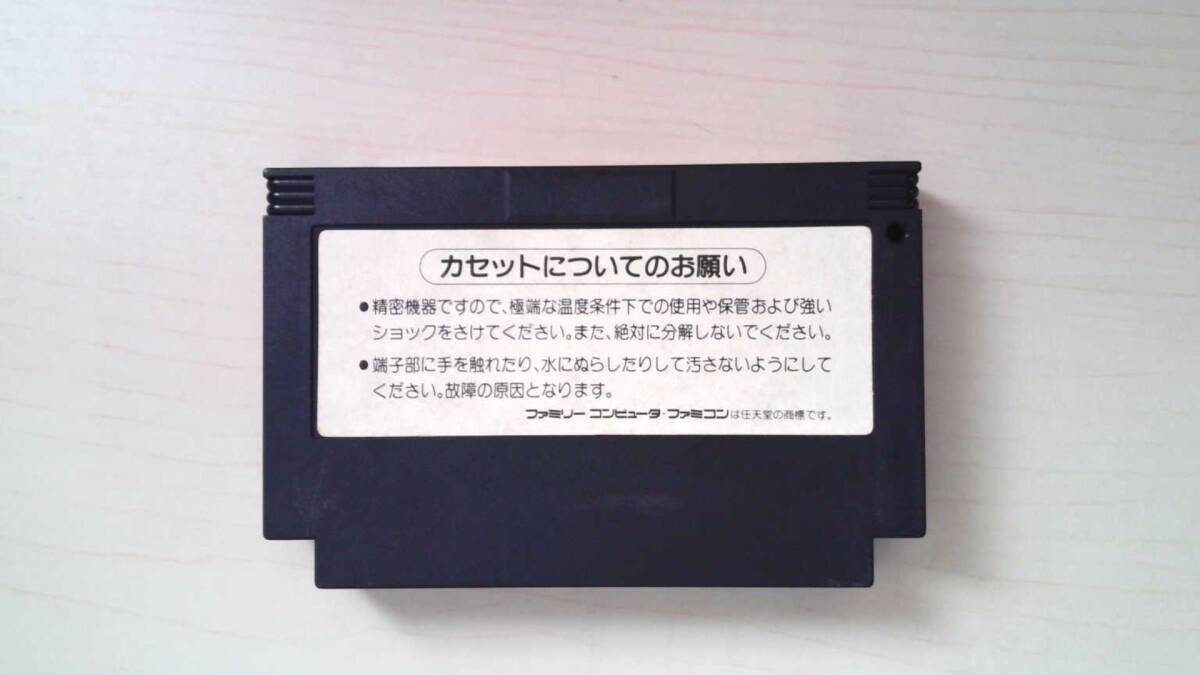 カセットについてのお願い
●精密機器ですので、極端な温度条件下での使用や保管および強い
ショックをさけてください。また、絶対に分解しないでください。
●端子部に手を触れたり、水にぬらしたりして汚さないようにして
ください。故障の原因となります。
ファミリーコンピュータ・ファミコンは任天堂の商標です。